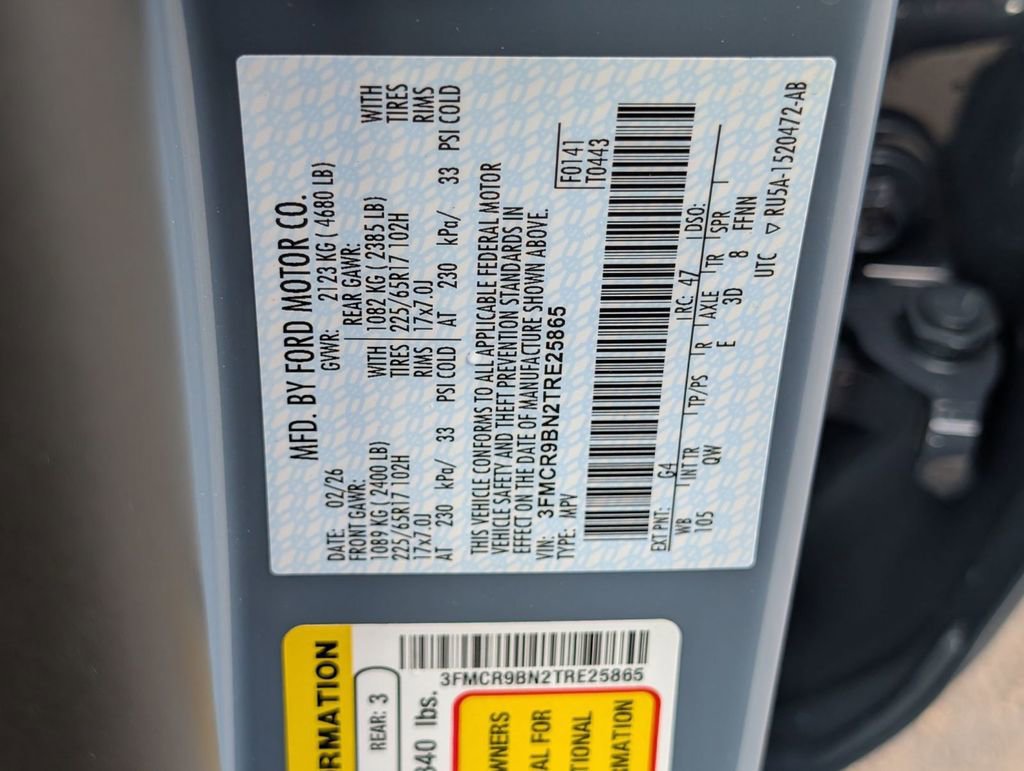 MFD. BY FORD MOTOR CO.
DATE: 02/26 GVWR: 2123 KG ( 4680 LB)
FRONT GAWR: REAR GAWR:
1089 KG ( 2400 LB) WITH 1082 KG ( 2385 LB) WITH
225/65R17 102H TIRES 225/65R17 102H TIRES
17x7.0J RIMS 17x7.0J RIMS
AT 230 kPa/ 33 PSI COLD AT 230 kPa/ 33 PSI COLD
THIS VEHICLE CONFORMS TO ALL APPLICABLE FEDERAL MOTOR
VEHICLE SAFETY AND THEFT PREVENTION STANDARDS IN
EFFECT ON THE DATE OF MANUFACTURE SHOWN ABOVE.
VIN: 3FMCR9BN2TRE25865
TYPE: MPV
F0141
T0443
EXT PNT: G4 RC: 47 DSO:
WB INT TR TP/PS R AXLE TR SPR
105 QW E 3D 8 FFNN
UTC ▽ RU5A-1520472-AB
RMATION
REAR: 3
340 lbs.
3FMCR9BN2TRE25865
WNERS
AL FOR
TIONAL
RMATION